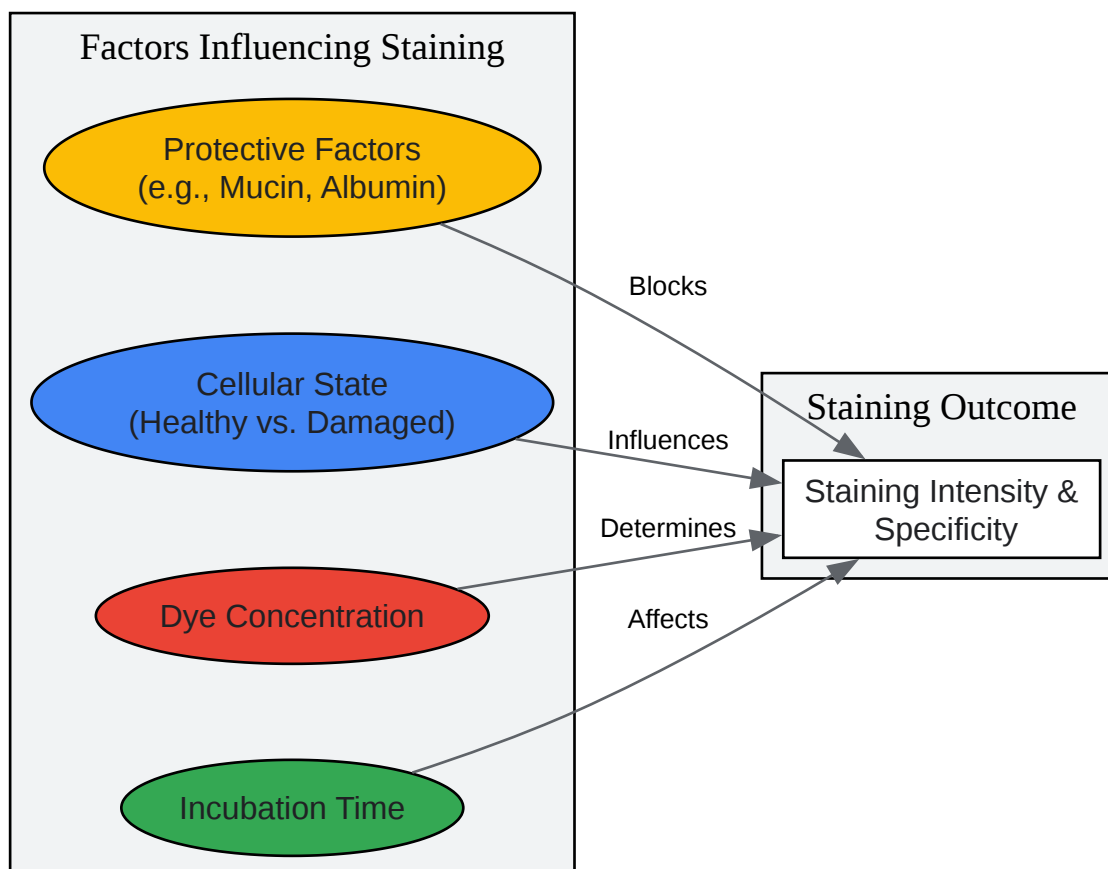 Factors Influencing Staining
Protective Factors
(e.g., Mucin, Albumin)
Blocks
Cellular State
(Healthy vs. Damaged)
Influences
Staining Outcome
Staining Intensity &
Specificity
Determines
Dye Concentration
Affects
Incubation Time